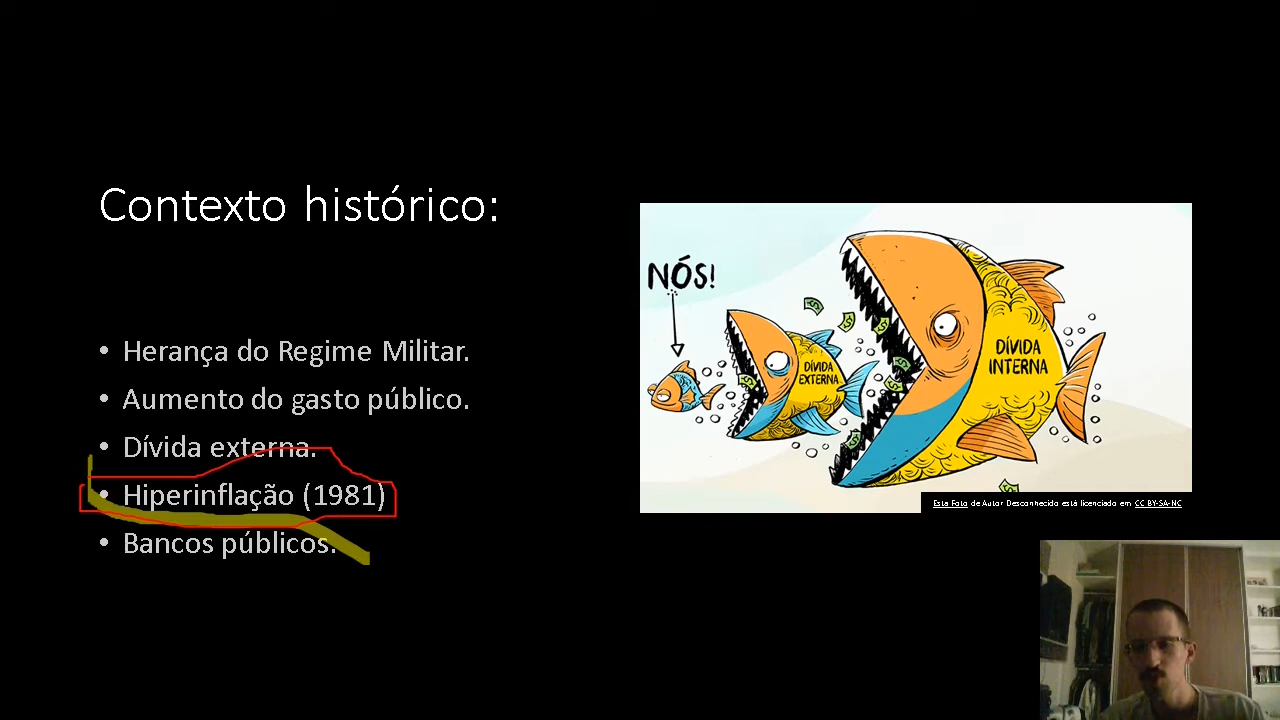 Contexto histórico:
• Herança do Regime Militar.
• Aumento do gasto público.
• Dívida externa.
• Hiperinflação (1981)
• Bancos públicos.
NÓS!
DÍVIDA
EXTERNA
DÍVIDA
INTERNA
Esta Foto de Autor Desconhecido está licenciado em CC BY-SA-NC